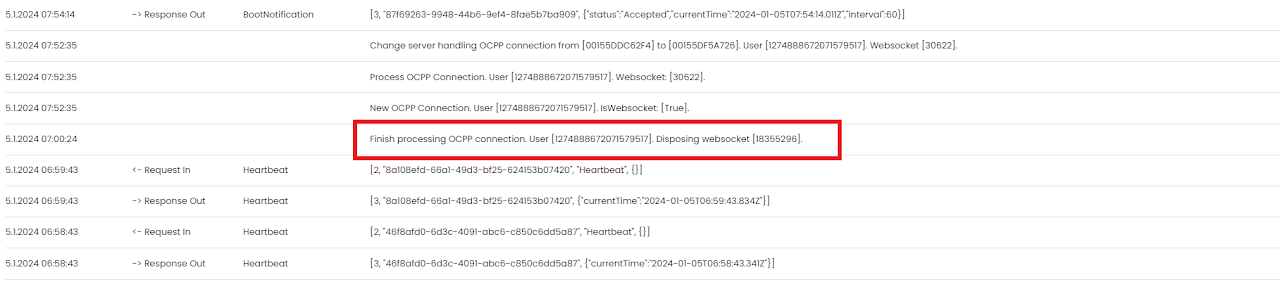 5.1.2024 07:54:14 -> Response Out BootNotification [3, "87f69263-9948-44b6-9ef4-8fae5b7ba909", {"status":"Accepted","currentTime":"2024-01-05T07:54:14.011Z","interval":60}]
5.1.2024 07:52:35 Change server handling OCPP connection from [00155DDC62F4] to [00155DF5A726]. User [1274888672071579517]. Websocket [30622].
5.1.2024 07:52:35 Process OCPP Connection. User [1274888672071579517]. Websocket: [30622].
5.1.2024 07:52:35 New OCPP Connection. User [1274888672071579517]. IsWebsocket: [True].
5.1.2024 07:00:24 Finish processing OCPP connection. User [1274888672071579517]. Disposing websocket [18355296].
5.1.2024 06:59:43 <- Request In Heartbeat [2, "8a108efd-66a1-49d3-bf25-624153b07420", "Heartbeat", {}]
5.1.2024 06:59:43 -> Response Out Heartbeat [3, "8a108efd-66a1-49d3-bf25-624153b07420", {"currentTime":"2024-01-05T06:59:43.834Z"}]
5.1.2024 06:58:43 <- Request In Heartbeat [2, "46f8afd0-6d3c-4091-abc6-c850c6dd5a87", "Heartbeat", {}]
5.1.2024 06:58:43 -> Response Out Heartbeat [3, "46f8afd0-6d3c-4091-abc6-c850c6dd5a87", {"currentTime":"2024-01-05T06:58:43.341Z"}]